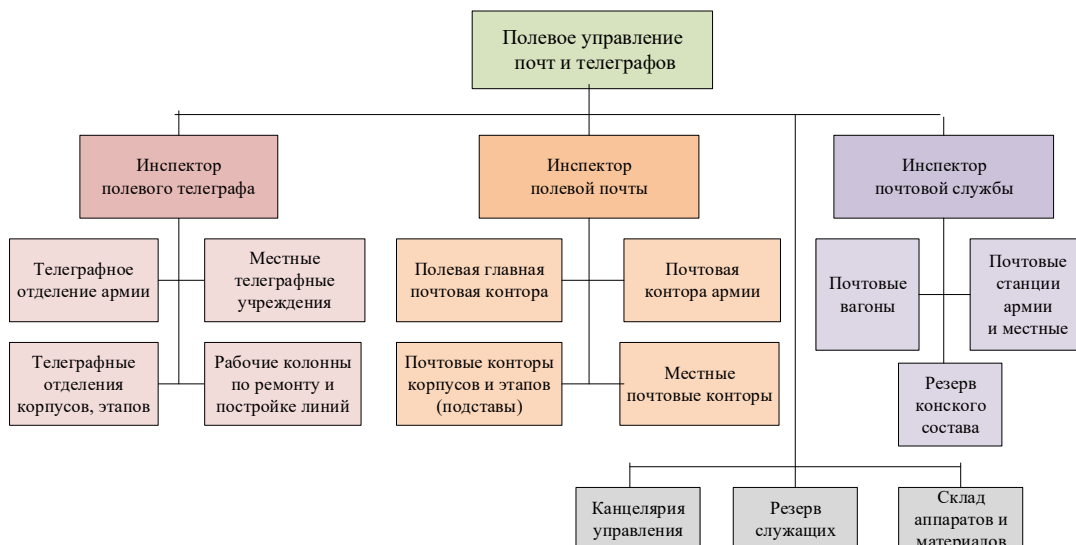 Полевое управление
почт и телеграфов
Инспектор
полевого телеграфа
Инспектор
полевой почты
Инспектор
почтовой службы
Телеграфное
отделение армии
Местные
телеграфные
учреждения
Полевая главная
почтовая контора
Почтовая
контора армии
Почтовые
вагоны
Почтовые
станции
армии
и местные
Телеграфные
отделения
корпусов, этапов
Рабочие колонны
по ремонту и
постройке линий
Почтовые конторы
корпусов и этапов
(подставы)
Местные
почтовые конторы
Резерв
конского
состава
Канцелярия
управления
Резерв
служащих
Склад
аппаратов и
материалов